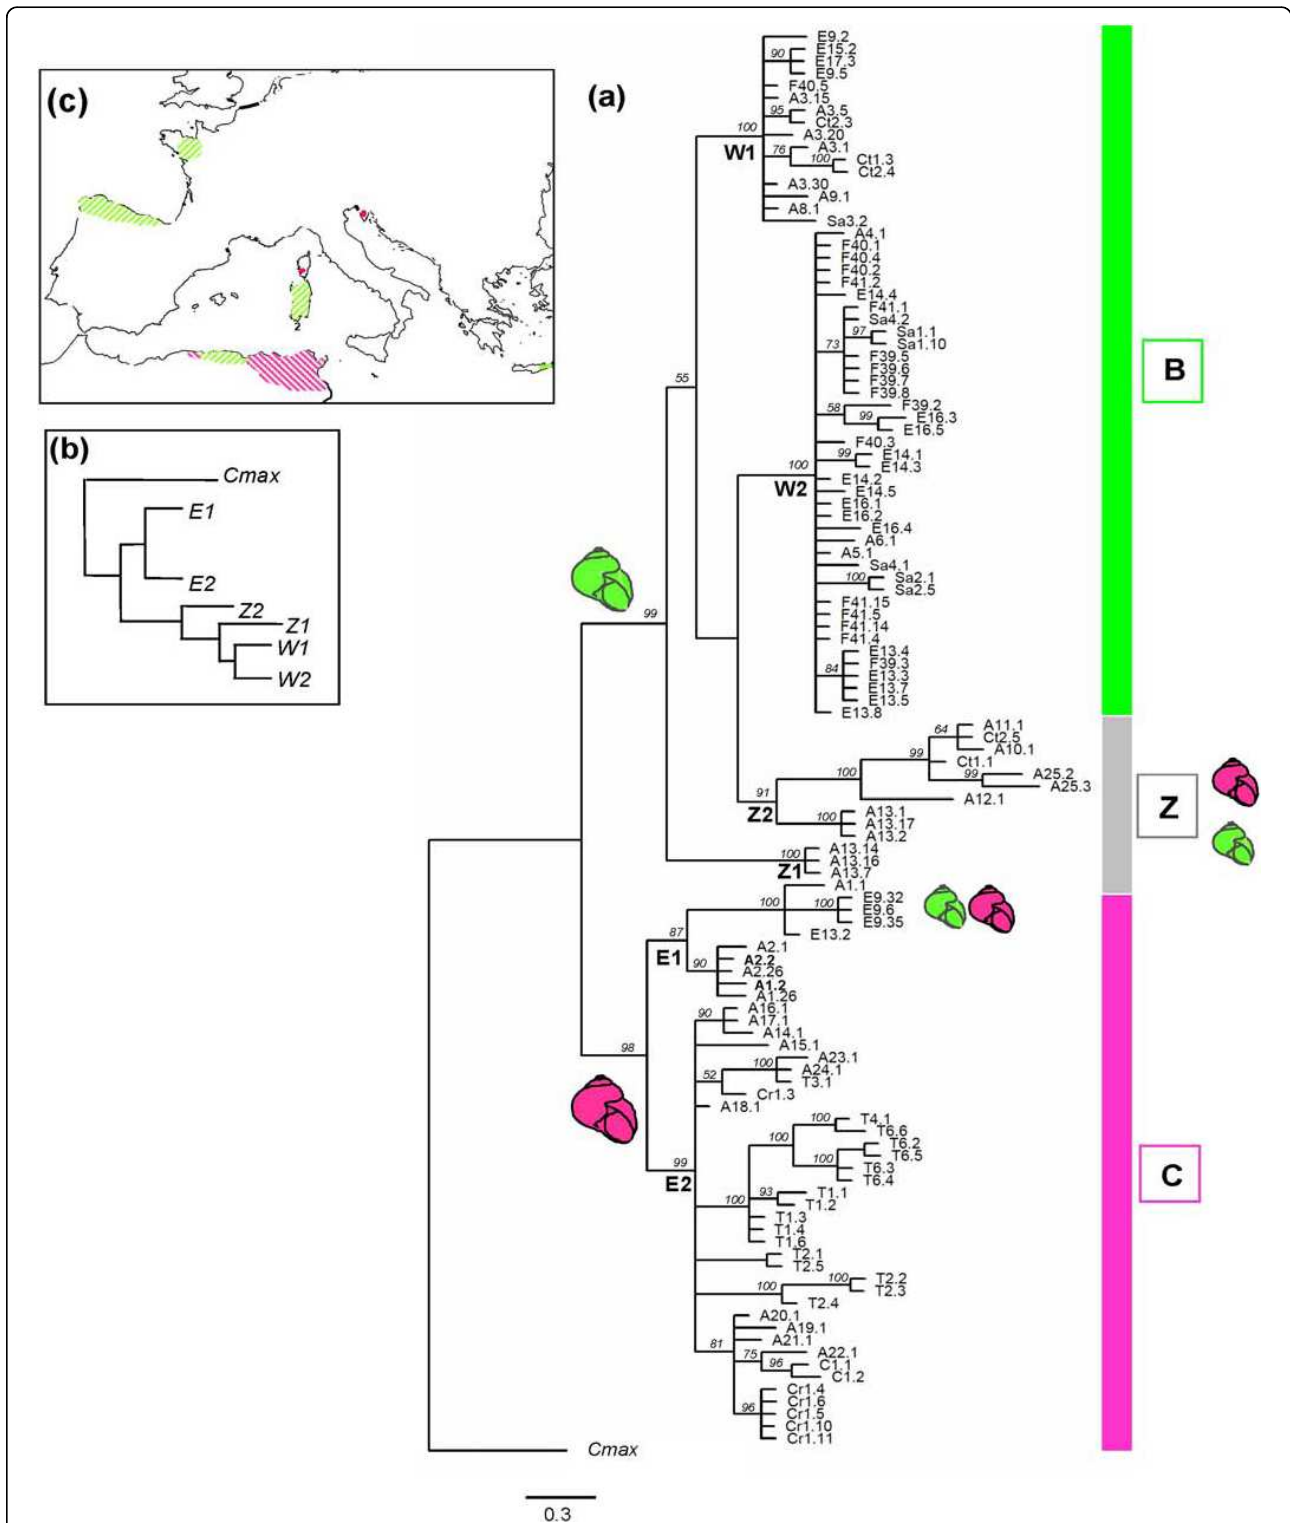 (c)
2
(b)
Cmax
E1
E2
Z2
Z1
W1
W2
(a)
E9.2
90
E15.2
E17.3
E9.5
F40.5
A3.15
95
A3.5
Ct2.3
100
W1
A3.20
76
A3.1
100
Ct1.3
Ct2.4
A3.30
A9.1
A8.1
Sa3.2
A4.1
F40.1
F40.4
F40.2
F41.2
E14.4
F41.1
Sa4.2
97
Sa1.1
Sa1.10
73
F39.5
F39.6
F39.7
F39.8
55
58
F39.2
99
E16.3
E16.5
F40.3
99
E14.1
E14.3
100
W2
E14.2
E14.5
E16.1
E16.2
E16.4
A6.1
A5.1
Sa4.1
100
Sa2.1
Sa2.5
F41.15
F41.5
F41.14
F41.4
99
84
E13.4
F39.3
E13.3
E13.7
E13.5
E13.8
B
64
A11.1
Ct2.5
A10.1
99
Ct1.1
99
A25.2
A25.3
100
A12.1
91
Z2
100
A13.1
A13.17
A13.2
100
Z1
A13.14
A13.16
A13.7
Z
A1.1
100
100
E9.32
E9.6
E9.35
E13.2
87
E1
90
A2.1
A2.2
A2.26
A1.2
A1.26
90
A16.1
A17.1
A14.1
A15.1
98
100
A23.1
A24.1
T3.1
52
Cr1.3
A18.1
100
T4.1
T6.6
100
T6.2
T6.5
100
T6.3
T6.4
99
E2
100
93
T1.1
T1.2
T1.3
T1.4
T1.6
T2.1
T2.5
100
100
T2.2
T2.3
T2.4
A20.1
A19.1
A21.1
81
75
A22.1
96
C1.1
C1.2
96
Cr1.4
Cr1.6
Cr1.5
Cr1.10
Cr1.11
C
Cmax
0.3